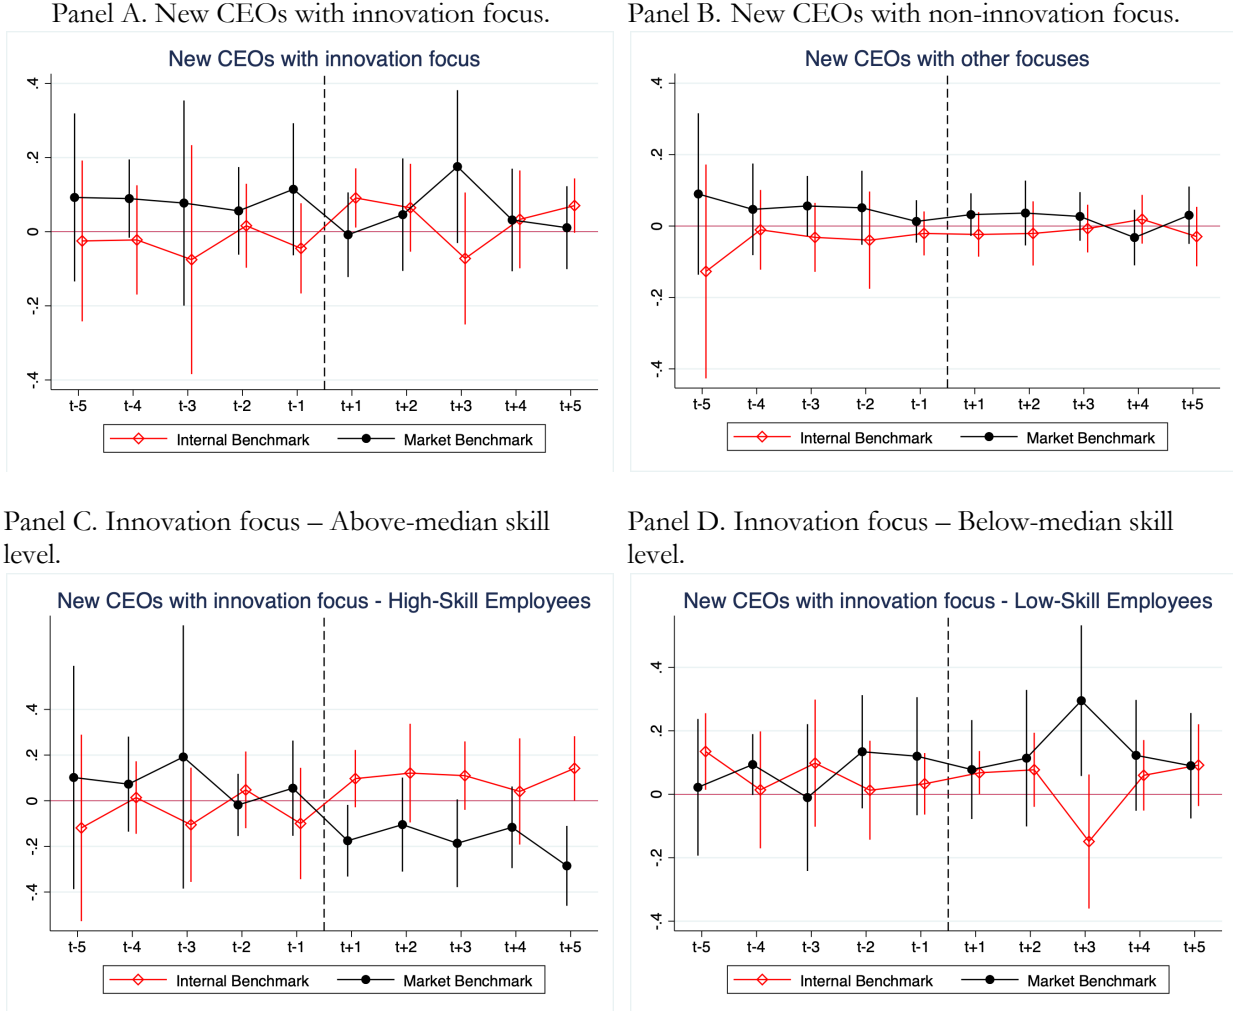 Panel A. New CEOs with innovation focus.
New CEOs with innovation focus
.4
.2
0
-.2
-.4
t-5 t-4 t-3 t-2 t-1 t+1 t+2 t+3 t+4 t+5
Internal Benchmark Market Benchmark
Panel B. New CEOs with non-innovation focus.
New CEOs with other focuses
.4
.2
0
-.2
-.4
t-5 t-4 t-3 t-2 t-1 t+1 t+2 t+3 t+4 t+5
Internal Benchmark Market Benchmark
Panel C. Innovation focus – Above-median skill
level.
New CEOs with innovation focus - High-Skill Employees
.4
.2
0
-.2
-.4
t-5 t-4 t-3 t-2 t-1 t+1 t+2 t+3 t+4 t+5
Internal Benchmark Market Benchmark
Panel D. Innovation focus – Below-median skill
level.
New CEOs with innovation focus - Low-Skill Employees
.4
.2
0
-.2
-.4
t-5 t-4 t-3 t-2 t-1 t+1 t+2 t+3 t+4 t+5
Internal Benchmark Market Benchmark